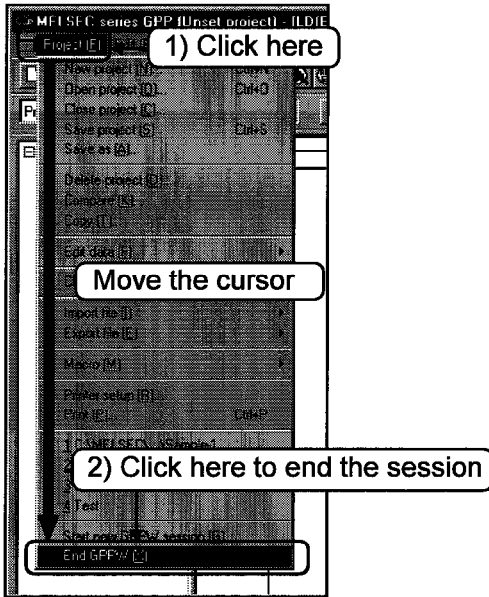 MELSEC series GPP (Unset project) - [LD(E
Project [F]
1) Click here
New project [N]... Ctrl+N
Open project [O]... Ctrl+O
Close project [C]
Save project [S] Ctrl+S
Save as [A]...
Delete project [D]...
Compare [K]...
Copy [T]...
Edit data [F]
Move the cursor
Import file [I]
Export file [E]
Macro [M]
Printer setup [R]...
Print [P]... Ctrl+P
2) Click here to end the session
4 Test
Start new GPPW session [B]
End GPPW [X]